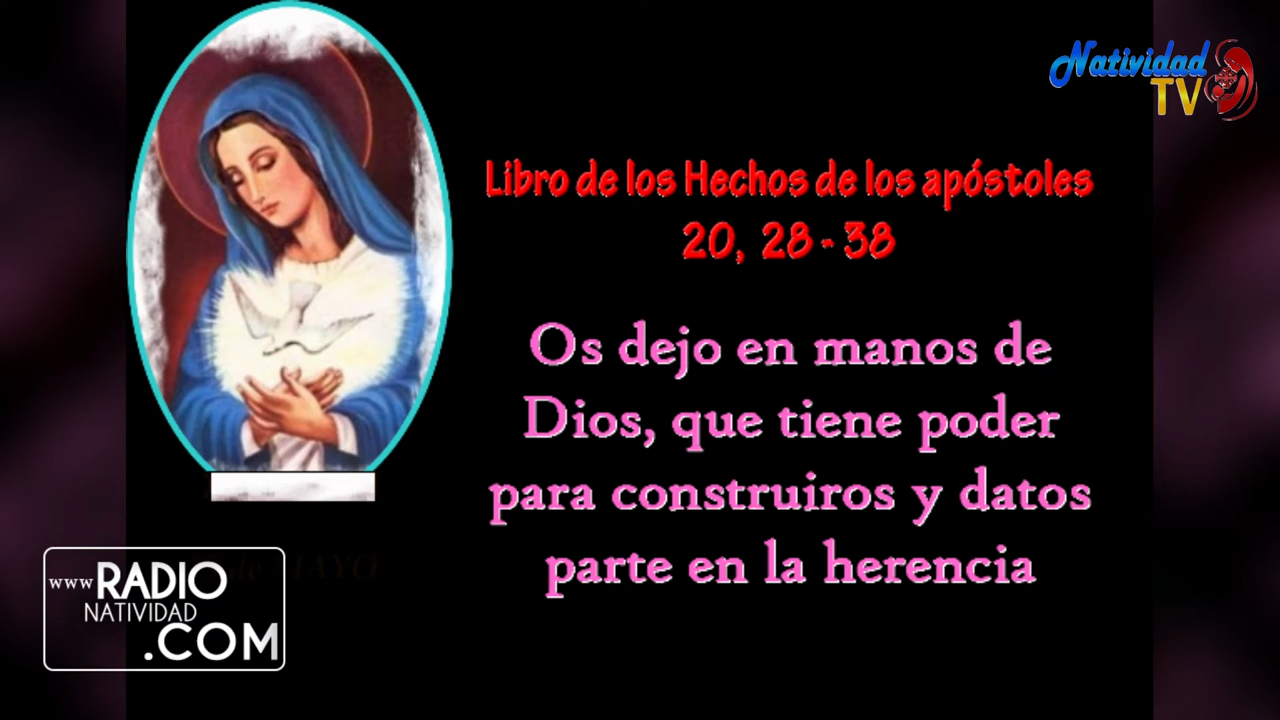 Natividad
TV
Libro de los Hechos de los apóstoles
20, 28 - 38
Os dejo en manos de
Dios, que tiene poder
para construiros y datos
parte en la herencia
MAYO
www RADIO
NATIVIDAD
.COM